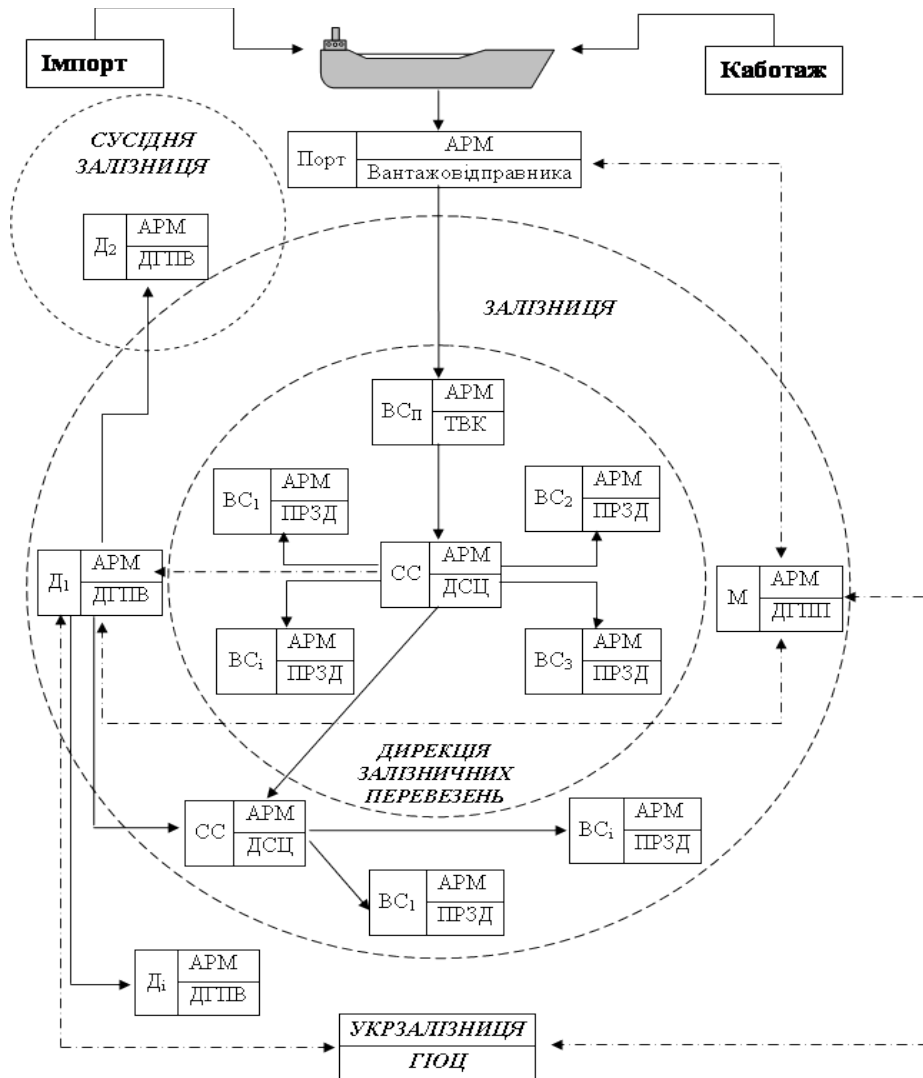 Імпорт
Каботаж
СУСІДНЯ
ЗАЛІЗНИЦЯ
Порт
АРМ
Вантажовідправника
Д2
АРМ
ДГПВ
ЗАЛІЗНИЦЯ
ВСП
АРМ
ТВК
ВС1
АРМ
ПРЗД
ВС2
АРМ
ПРЗД
Д1
АРМ
ДГПВ
СС
АРМ
ДСЦ
М
АРМ
ДГПП
ВСі
АРМ
ПРЗД
ВС3
АРМ
ПРЗД
ДИРЕКЦІЯ
ЗАЛІЗНИЧНИХ
ПЕРЕВЕЗЕНЬ
СС
АРМ
ДСЦ
ВСі
АРМ
ПРЗД
ВС1
АРМ
ПРЗД
Ді
АРМ
ДГПВ
УКРЗАЛІЗНИЦЯ
ГІОЦ